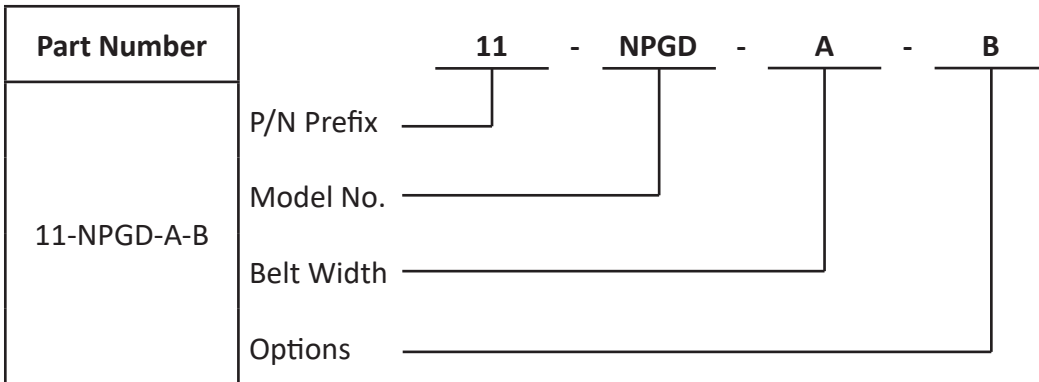 Part Number 11 - NPGD - A - B
P/N Prefix
Model No.
11-NPGD-A-B
Belt Width
Options